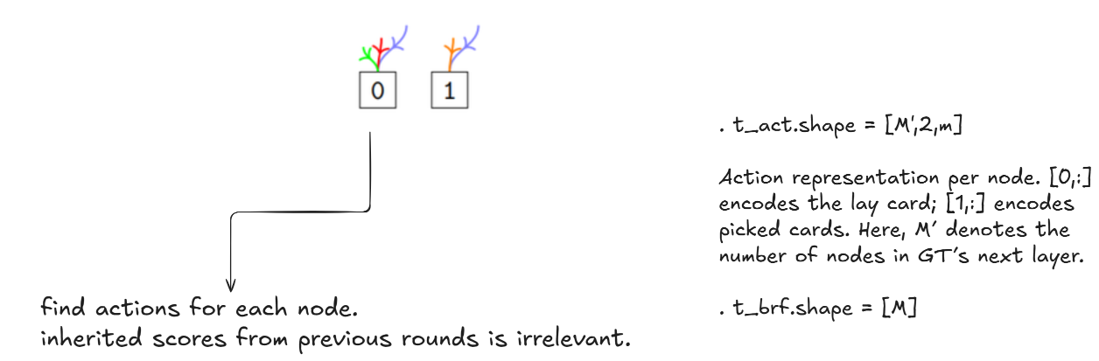 0 1
. t_act.shape = [M',2,m]
Action representation per node. [0,:]
encodes the lay card; [1,:] encodes
picked cards. Here, M' denotes the
number of nodes in GT's next layer.
. t_brf.shape = [M]
find actions for each node.
inherited scores from previous rounds is irrelevant.